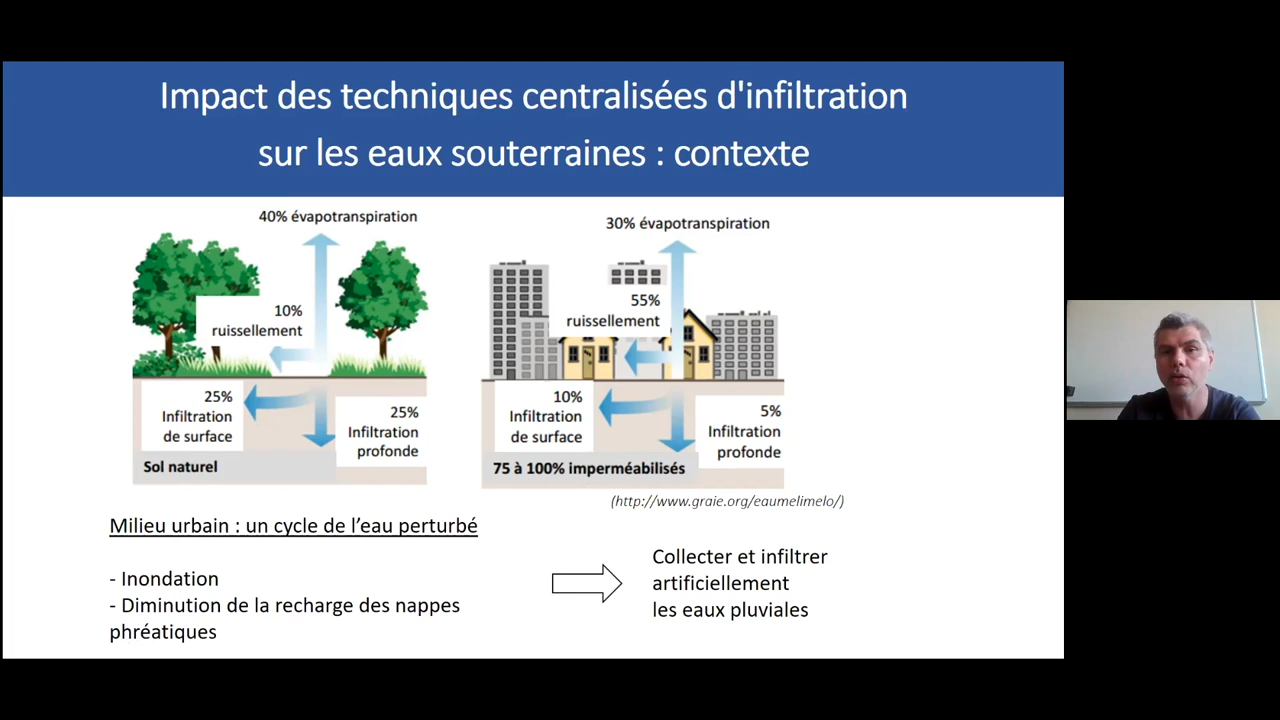 Impact des techniques centralisées d'infiltration
sur les eaux souterraines : contexte
40% évapotranspiration
10%
ruissellement
25%
Infiltration
de surface
25%
Infiltration
profonde
Sol naturel
30% évapotranspiration
55%
ruissellement
10%
Infiltration
de surface
5%
Infiltration
profonde
75 à 100% imperméabilisés
(http://www.graie.org/eaumelimelo/)
Milieu urbain : un cycle de l’eau perturbé
- Inondation
- Diminution de la recharge des nappes
phréatiques
Collecter et infiltrer
artificiellement
les eaux pluviales